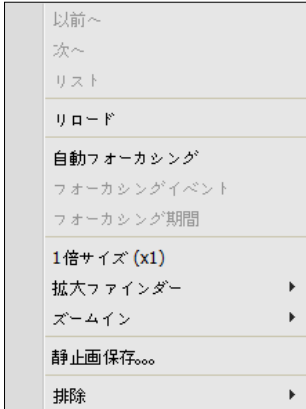 以前へ
次へ
リスト
リロード
自動フォーカシング
フォーカシングイベント
フォーカシング期間
1倍サイズ (x1)
拡大ファインダー
ズームイン
静止画保存。。。
排除